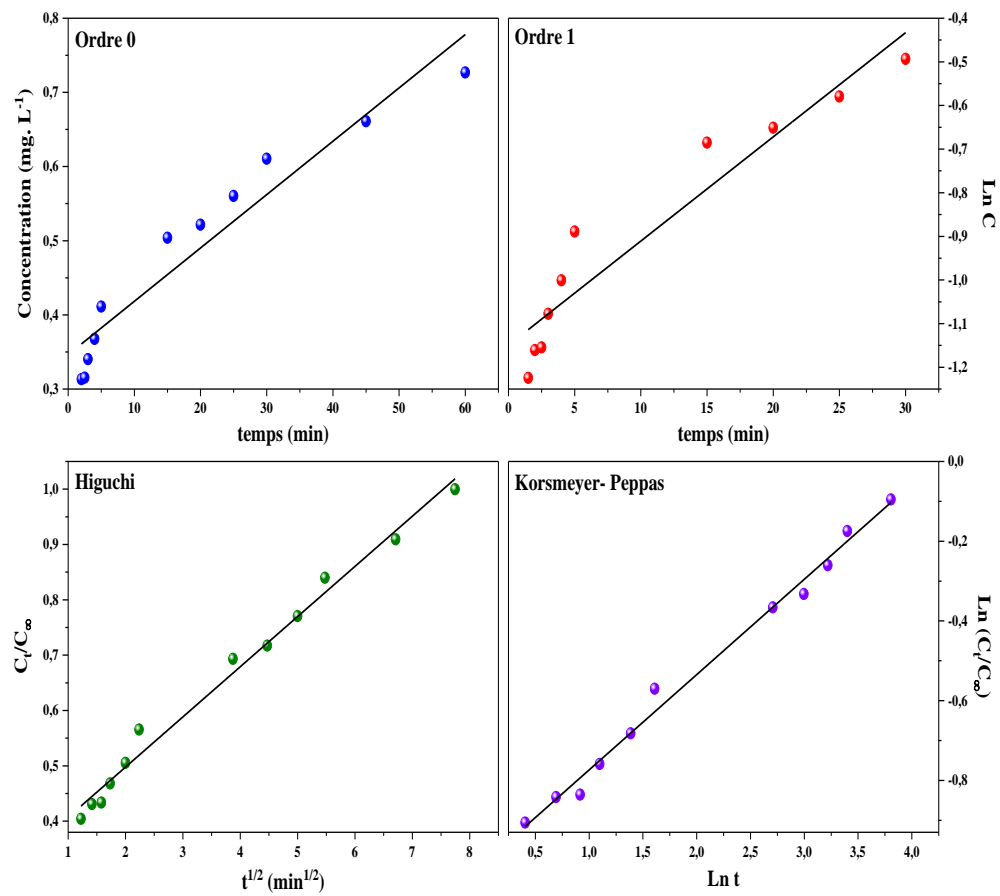 Ordre 0
0,8
0,7
0,6
0,5
0,4
0,3
Concentration (mg. L⁻¹)
0 10 20 30 40 50 60
temps (min)
Ordre 1
-0,4
-0,5
-0,6
-0,7
-0,8
-0,9
-1,0
-1,1
-1,2
Ln C
0 5 10 15 20 25 30
temps (min)
Higuchi
1,0
0,9
0,8
0,7
0,6
0,5
0,4
Cₜ/C∞
1 2 3 4 5 6 7 8
t¹/² (min¹/²)
Korsmeyer- Peppas
0,0
-0,2
-0,4
-0,6
-0,8
Ln (Cₜ/C∞)
0,5 1,0 1,5 2,0 2,5 3,0 3,5 4,0
Ln t